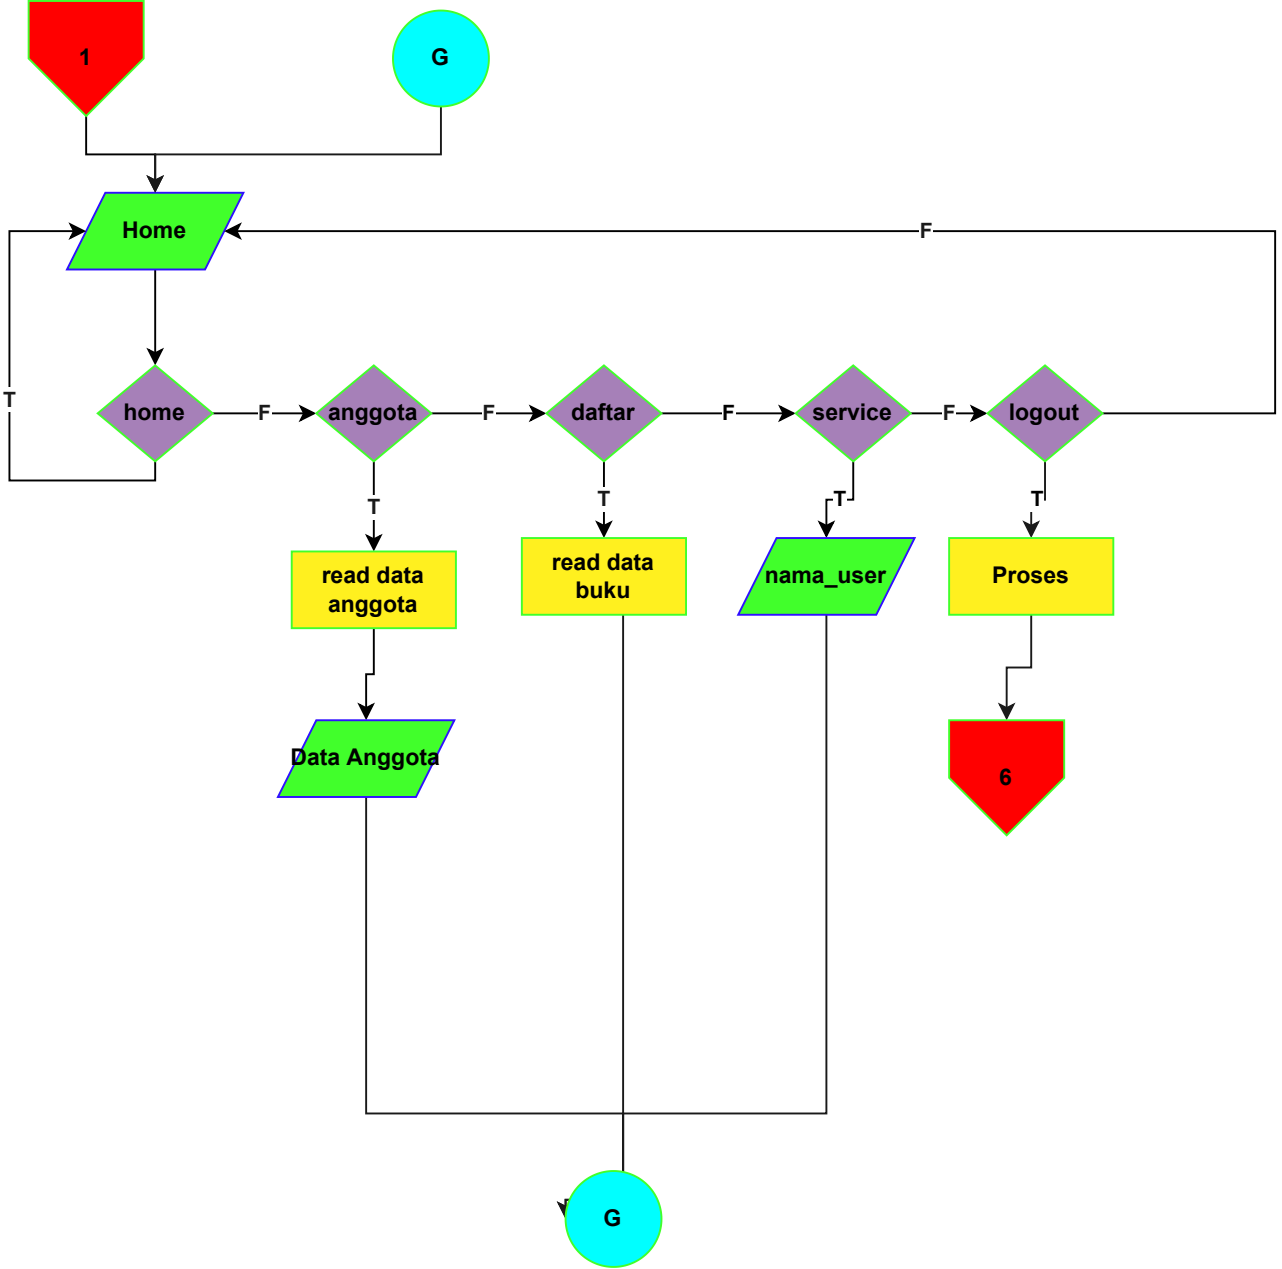 1
G
Home
F
T
home
F
anggota
F
daftar
F
service
F
logout
T
T
T
T
read data
anggota
read data
buku
nama_user
Proses
Data Anggota
6
G